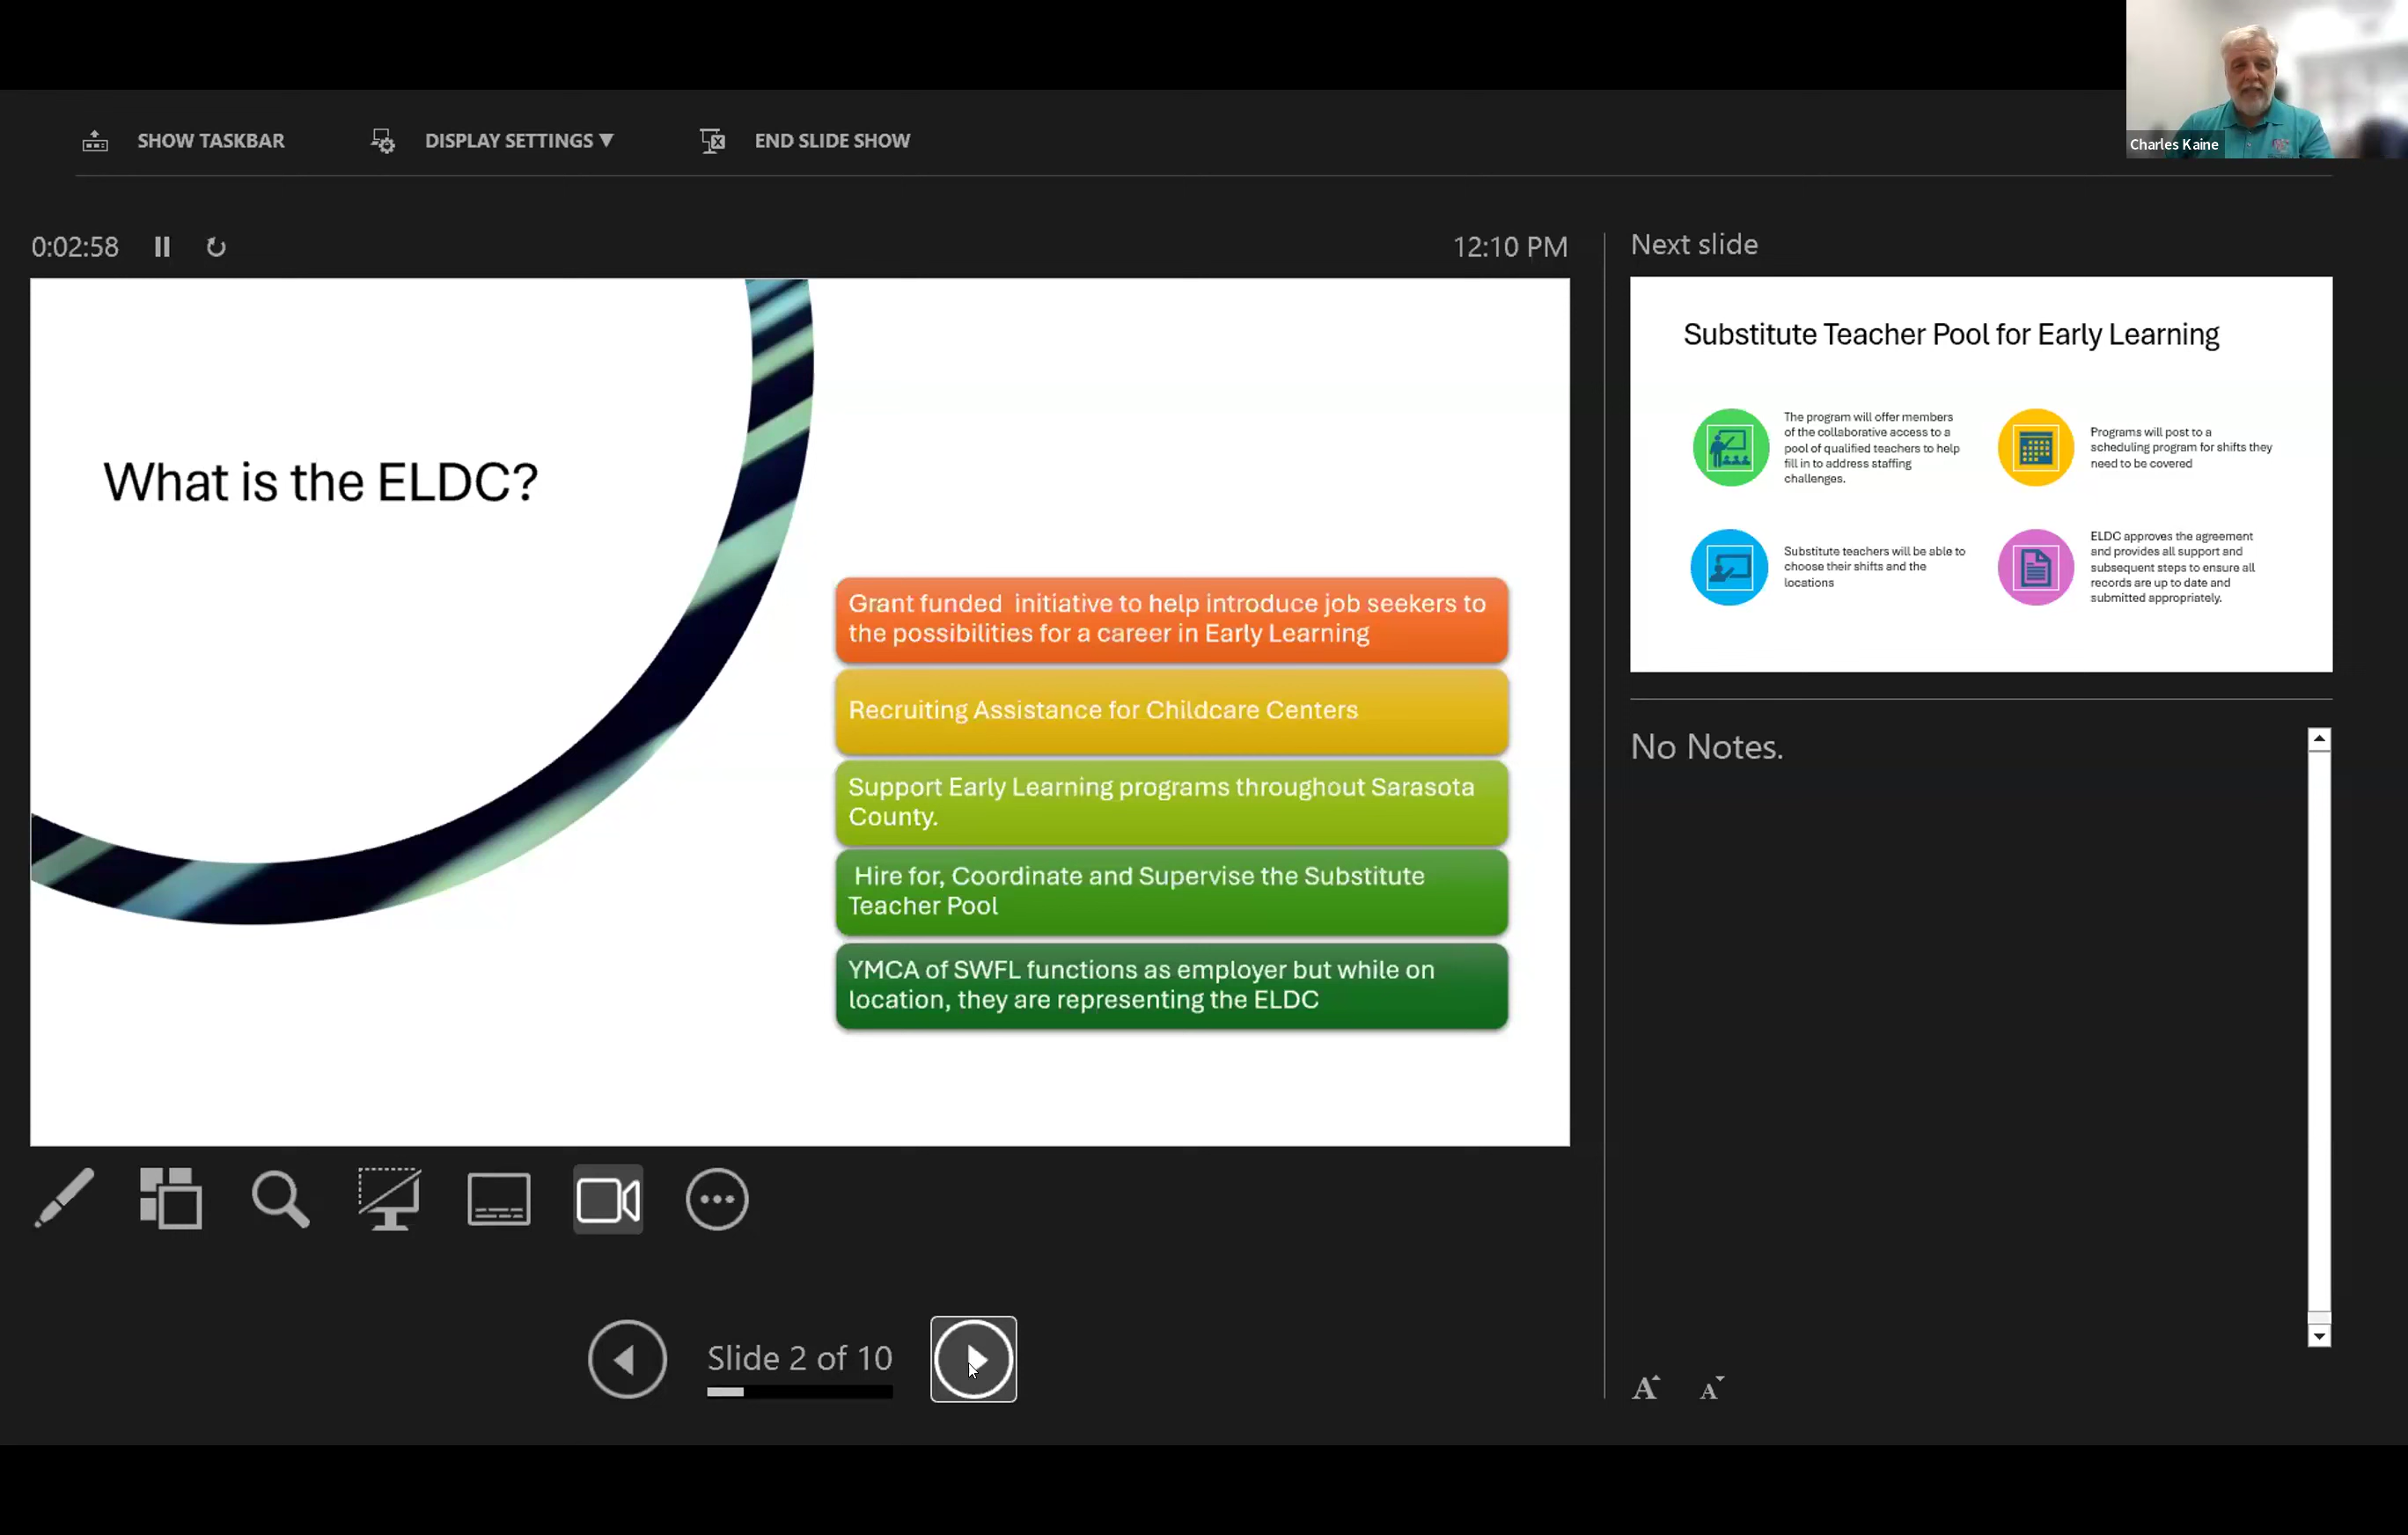 Charles Kaine
SHOW TASKBAR
DISPLAY SETTINGS ▼
END SLIDE SHOW
0:02:58
12:10 PM
What is the ELDC?
Grant funded  initiative to help introduce job seekers to
the possibilities for a career in Early Learning
Recruiting Assistance for Childcare Centers
Support Early Learning programs throughout Sarasota
County.
Hire for, Coordinate and Supervise the Substitute
Teacher Pool
YMCA of SWFL functions as employer but while on
location, they are representing the ELDC
Next slide
Substitute Teacher Pool for Early Learning
The program will offer members
of the collaborative access to a
pool of qualified teachers to help
fill in to address staffing
challenges.
Programs will post to a
scheduling program for shifts they
need to be covered
Substitute teachers will be able to
choose their shifts and the
locations
ELDC approves the agreement
and provides all support and
subsequent steps to ensure all
records are up to date and
submitted appropriately.
No Notes.
Slide 2 of 10
A
A